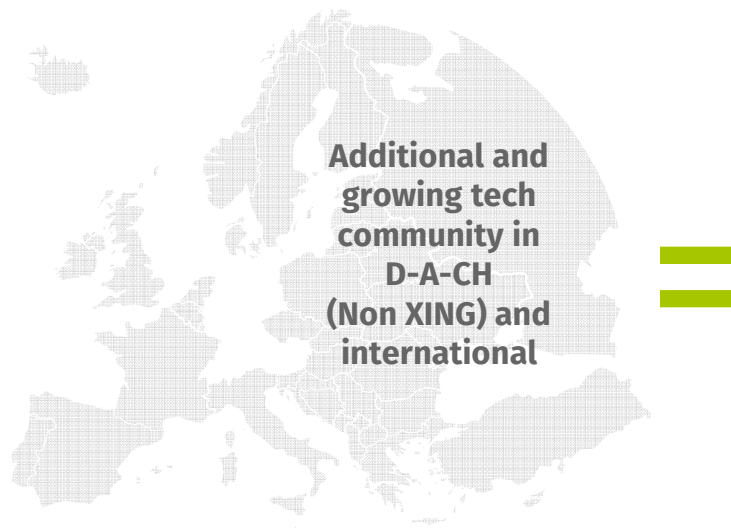 Additional and
growing tech
community in
D-A-CH
(Non XING) and
international